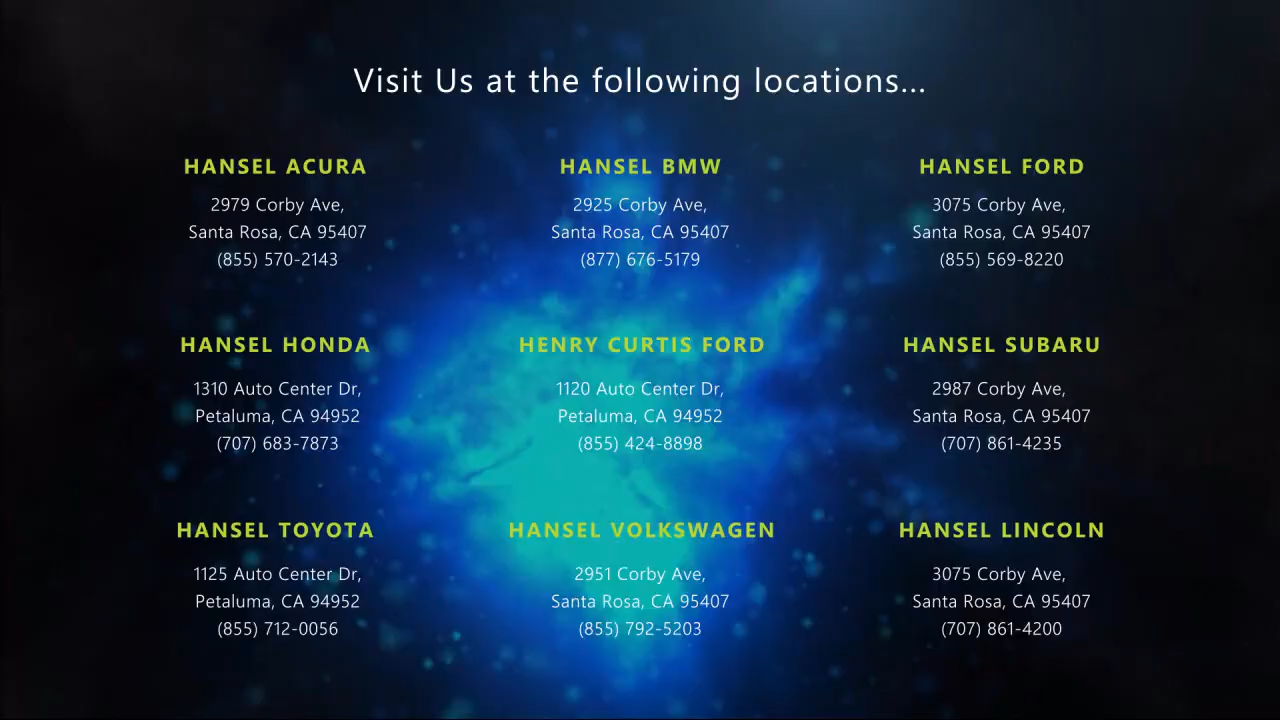 Visit Us at the following locations...
HANSEL ACURA
2979 Corby Ave,
Santa Rosa, CA 95407
(855) 570-2143
HANSEL BMW
2925 Corby Ave,
Santa Rosa, CA 95407
(877) 676-5179
HANSEL FORD
3075 Corby Ave,
Santa Rosa, CA 95407
(855) 569-8220
HANSEL HONDA
1310 Auto Center Dr,
Petaluma, CA 94952
(707) 683-7873
HENRY CURTIS FORD
1120 Auto Center Dr,
Petaluma, CA 94952
(855) 424-8898
HANSEL SUBARU
2987 Corby Ave,
Santa Rosa, CA 95407
(707) 861-4235
HANSEL TOYOTA
1125 Auto Center Dr,
Petaluma, CA 94952
(855) 712-0056
HANSEL VOLKSWAGEN
2951 Corby Ave,
Santa Rosa, CA 95407
(855) 792-5203
HANSEL LINCOLN
3075 Corby Ave,
Santa Rosa, CA 95407
(707) 861-4200